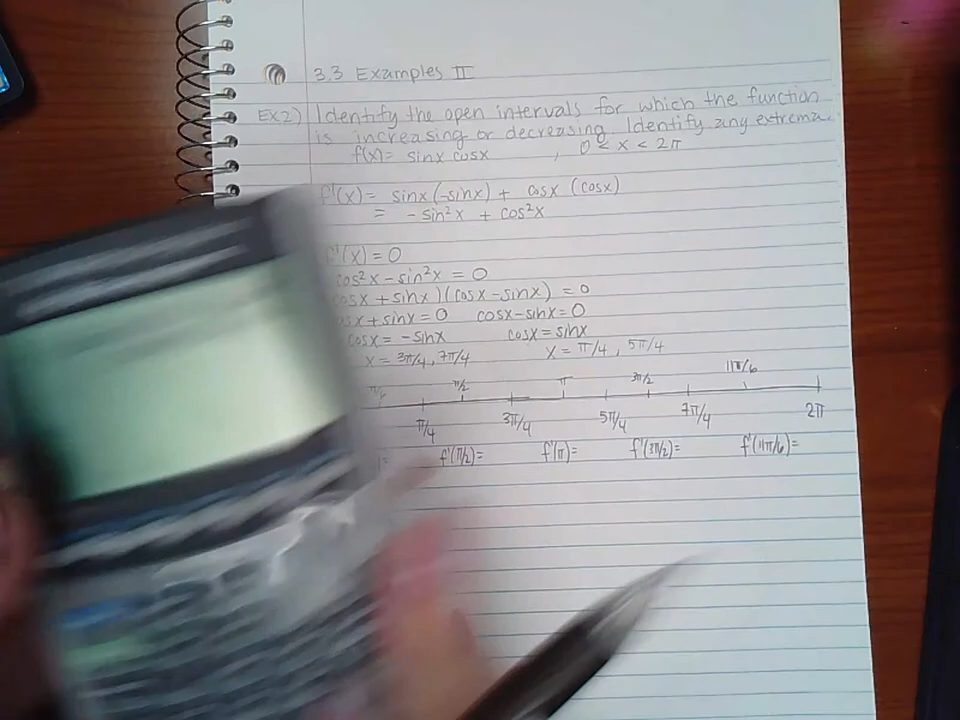 3.3 Examples II
EX2) Identify the open intervals for which the function
is increasing or decreasing. Identify any extrema.
f(x)= sinx cosx , 0 < x < 2π
f'(x) = sinx(-sinx) + cosx (cosx)
= - sin²x + cos²x
f'(x) = 0
cos²x - sin²x = 0
cosx + sinx)(cosx - sinx) = 0
cosx + sinx = 0 cosx - sinx = 0
cosx = -sinx cosx = sinx
x = 3π/4, 7π/4 x = π/4 , 5π/4
π/2 π 3π/2 11π/6
π/4 3π/4 5π/4 7π/4 2π
f'(π/2)= f'(π)= f'(3π/2)= f'(11π/6)=